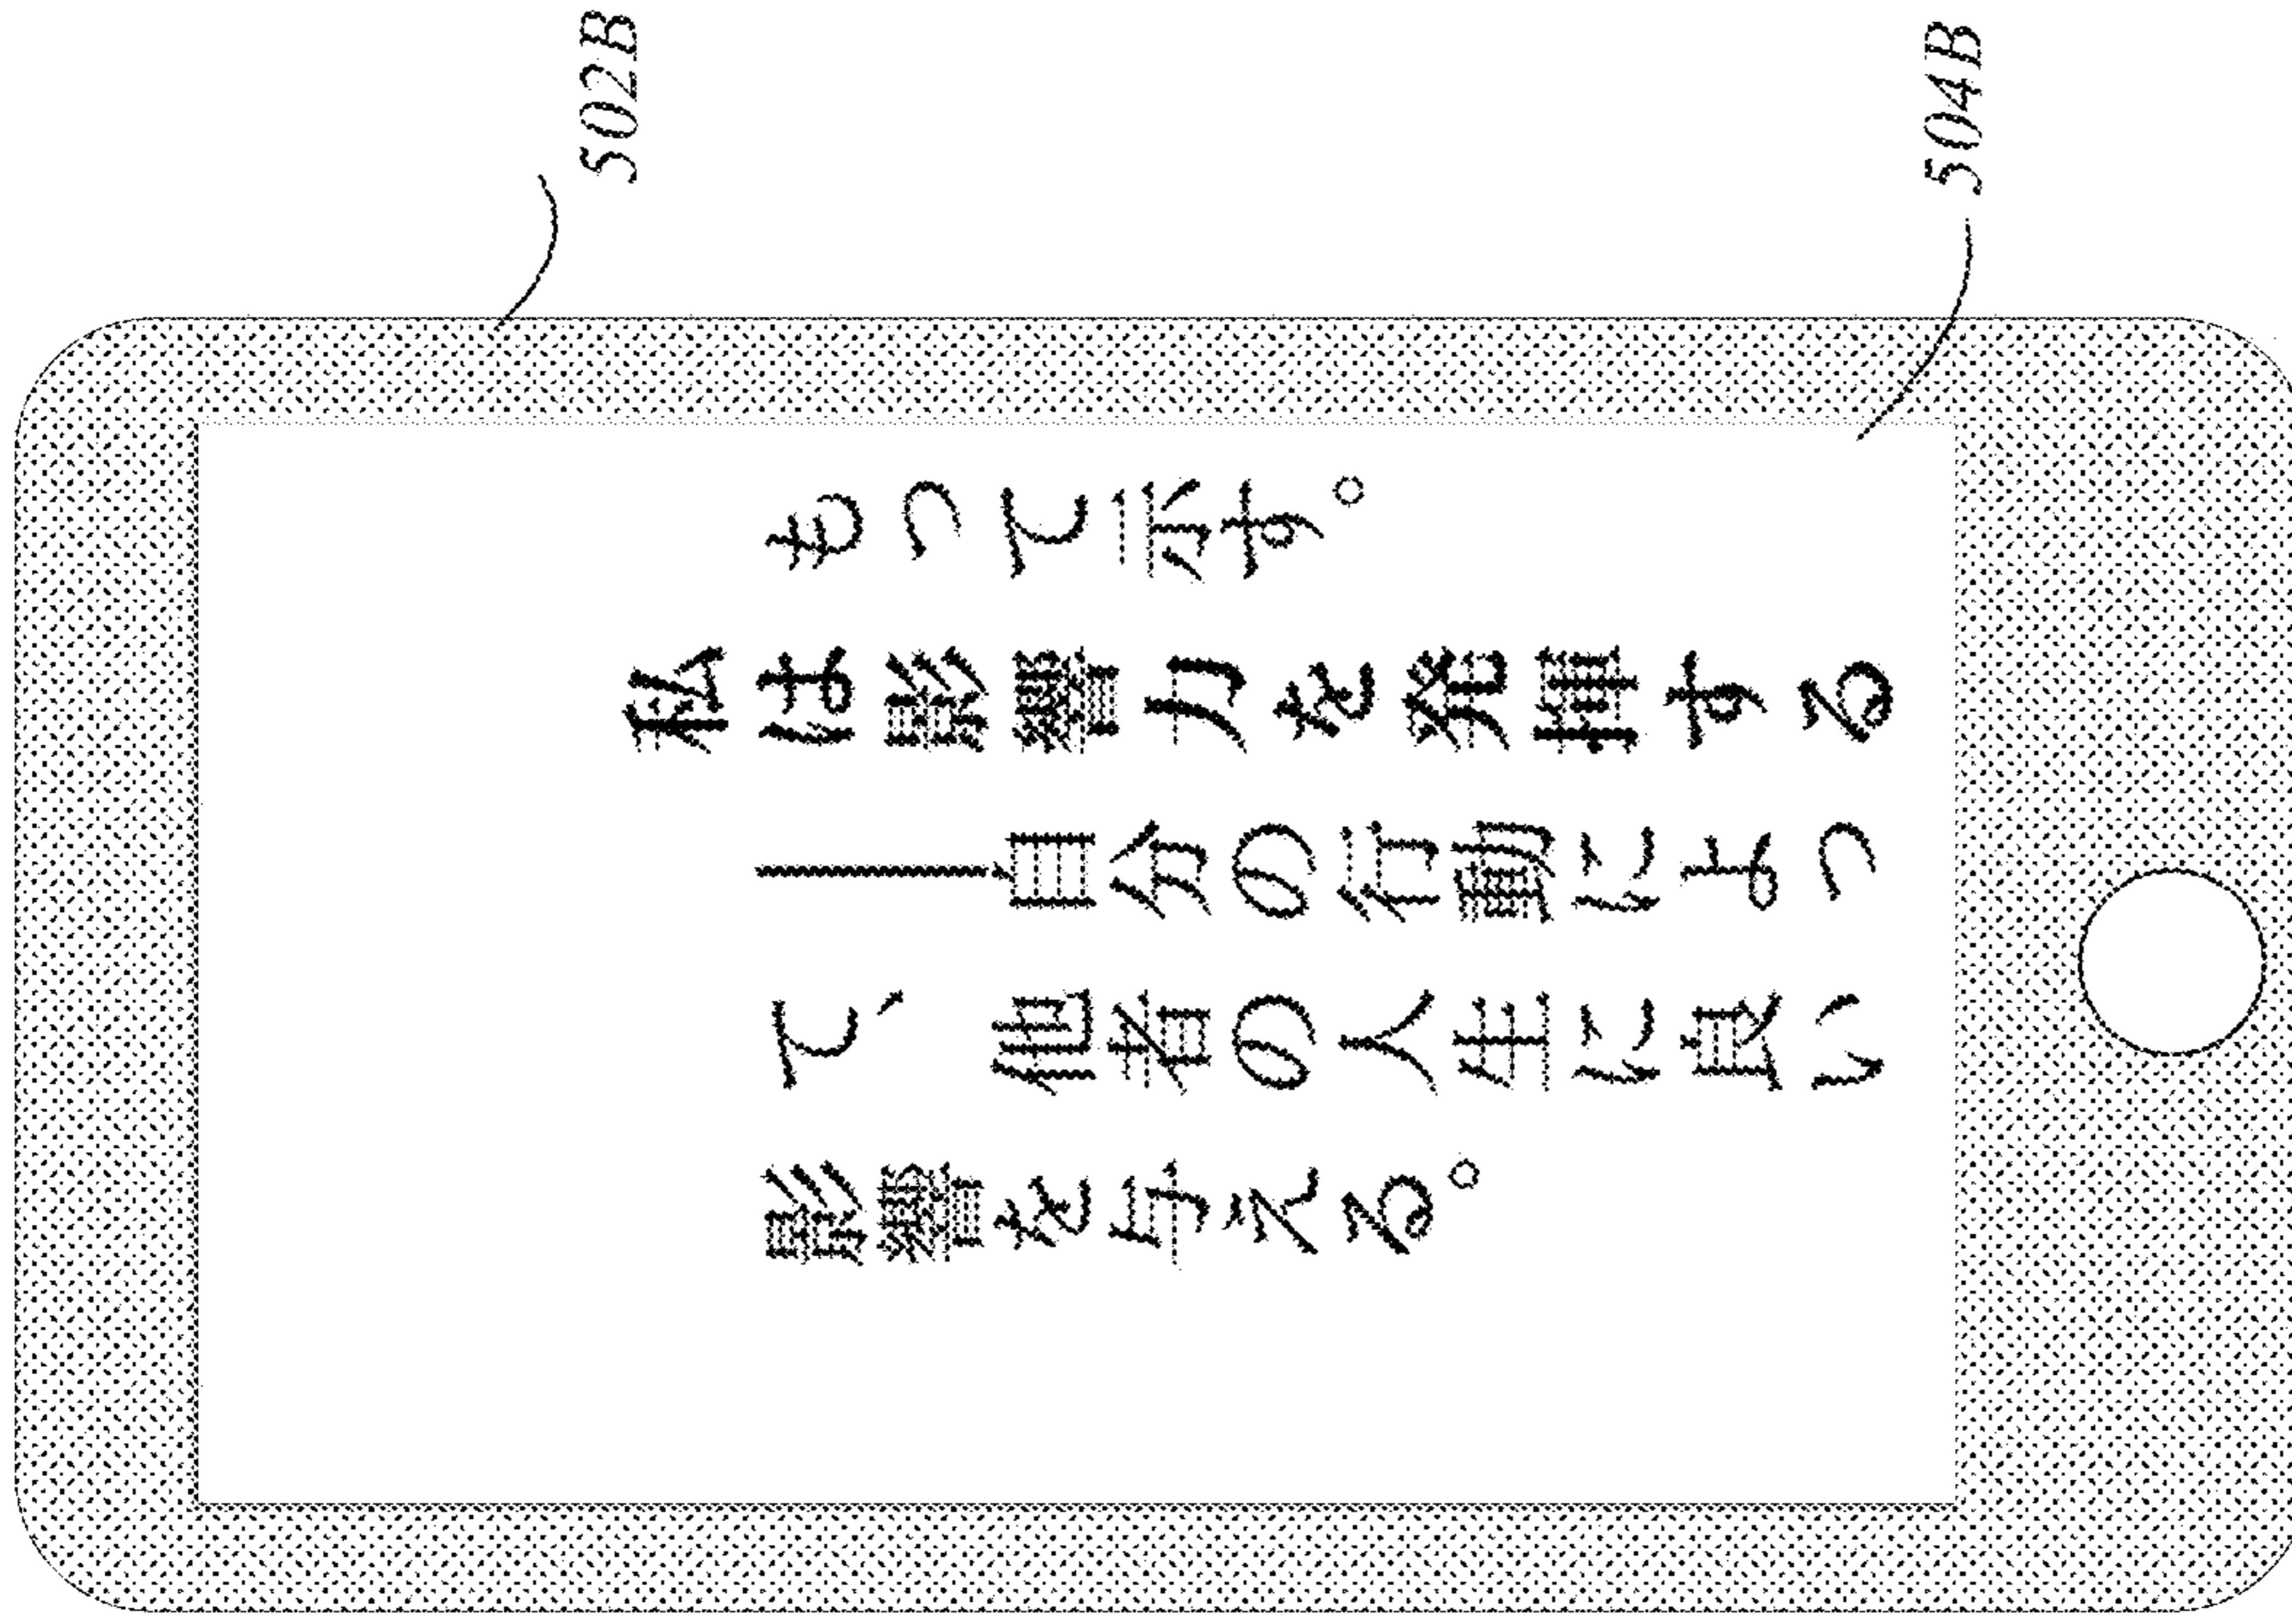 502B
504B
もって示す。
私は影響力を発揮する
――自分の行動によっ
て、他者の人生に良い
影響を与える。